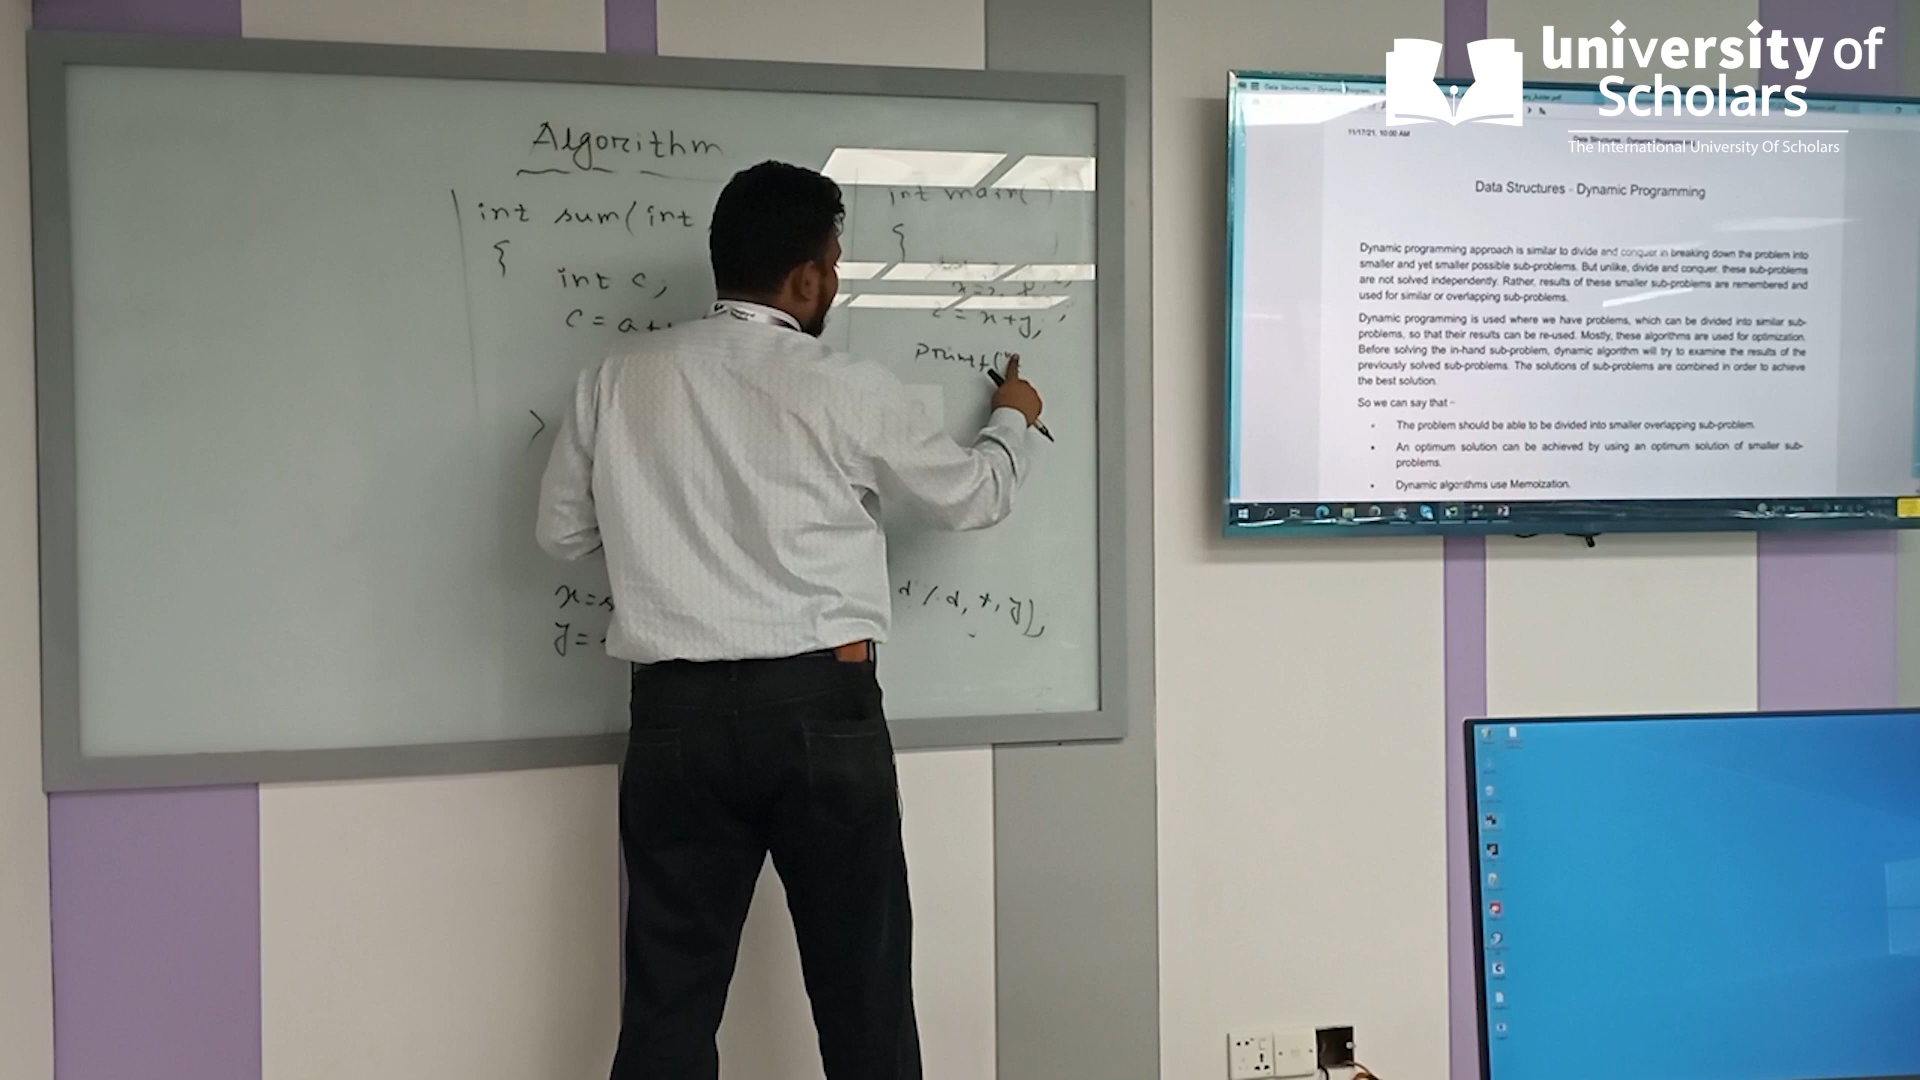 Algorithm
int sum(int
{
int c,
c = a+
}
x=s
y=
int main( )
{
c = x+y,
printf("
d %d, x, y),
University of
Scholars
The International University Of Scholars
11/17/21, 10:00 AM
Data Structures - Dynamic Programming
Dynamic programming approach is similar to divide and conquer in breaking down the problem into
smaller and yet smaller possible sub-problems. But unlike, divide and conquer, these sub-problems
are not solved independently. Rather, results of these smaller sub-problems are remembered and
used for similar or overlapping sub-problems.
Dynamic programming is used where we have problems, which can be divided into similar sub-
problems, so that their results can be re-used. Mostly, these algorithms are used for optimization.
Before solving the in-hand sub-problem, dynamic algorithm will try to examine the results of the
previously solved sub-problems. The solutions of sub-problems are combined in order to achieve
the best solution.
So we can say that −
The problem should be able to be divided into smaller overlapping sub-problem.
An optimum solution can be achieved by using an optimum solution of smaller sub-
problems.
Dynamic algorithms use Memoization.